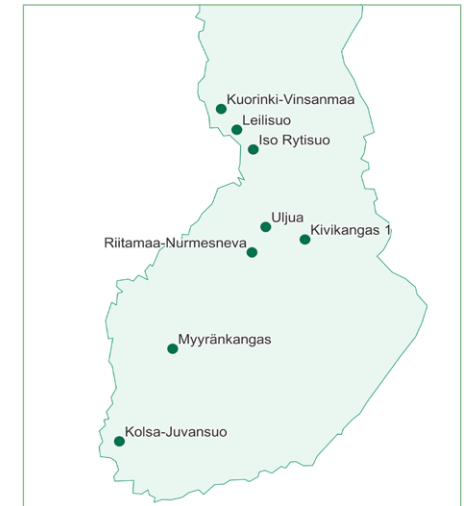 Kuorinki-Vinsanmaa
Leilisuo
Iso Rytisuo
Uljua
Kivikangas 1
Riitamaa-Nurmesneva
Myyränkangas
Kolsa-Juvansuo